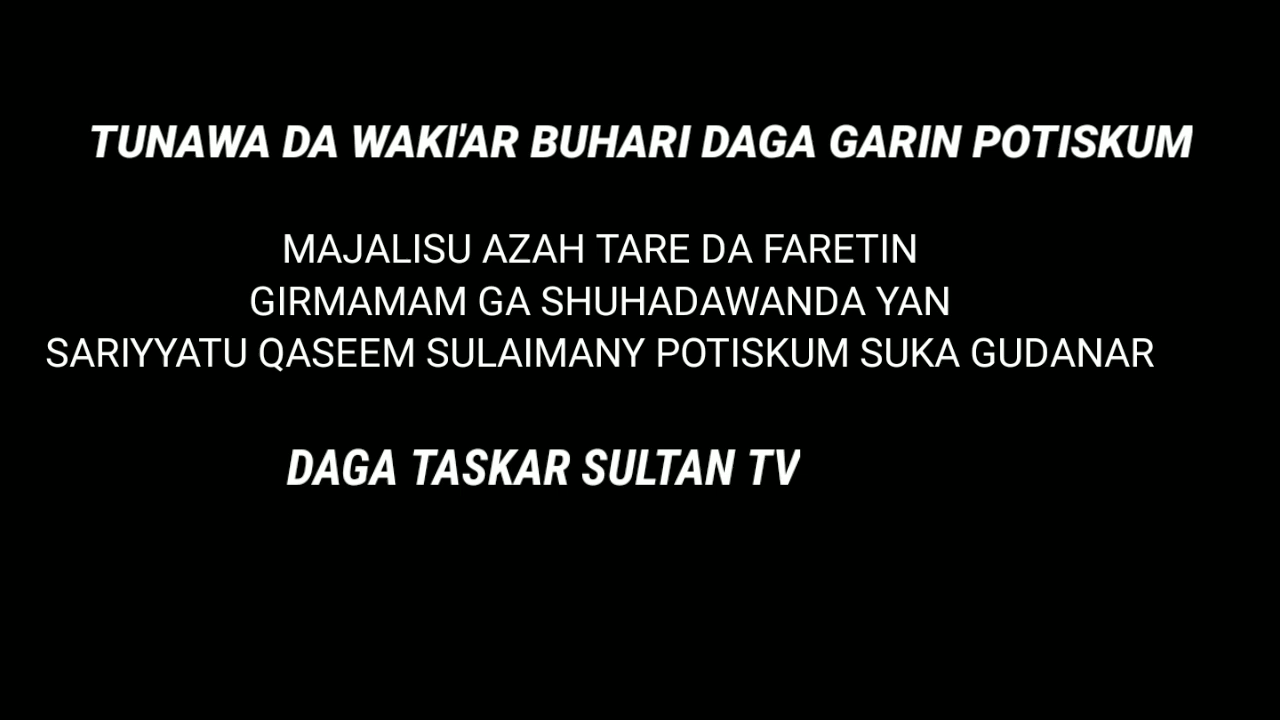 TUNAWA DA WAKI'AR BUHARI DAGA GARIN POTISKUM
MAJALISU AZAH TARE DA FARETIN
GIRMAMAM GA SHUHADAWANDA YAN
SARIYYATU QASEEM SULAIMANY POTISKUM SUKA GUDANAR
DAGA TASKAR SULTAN TV